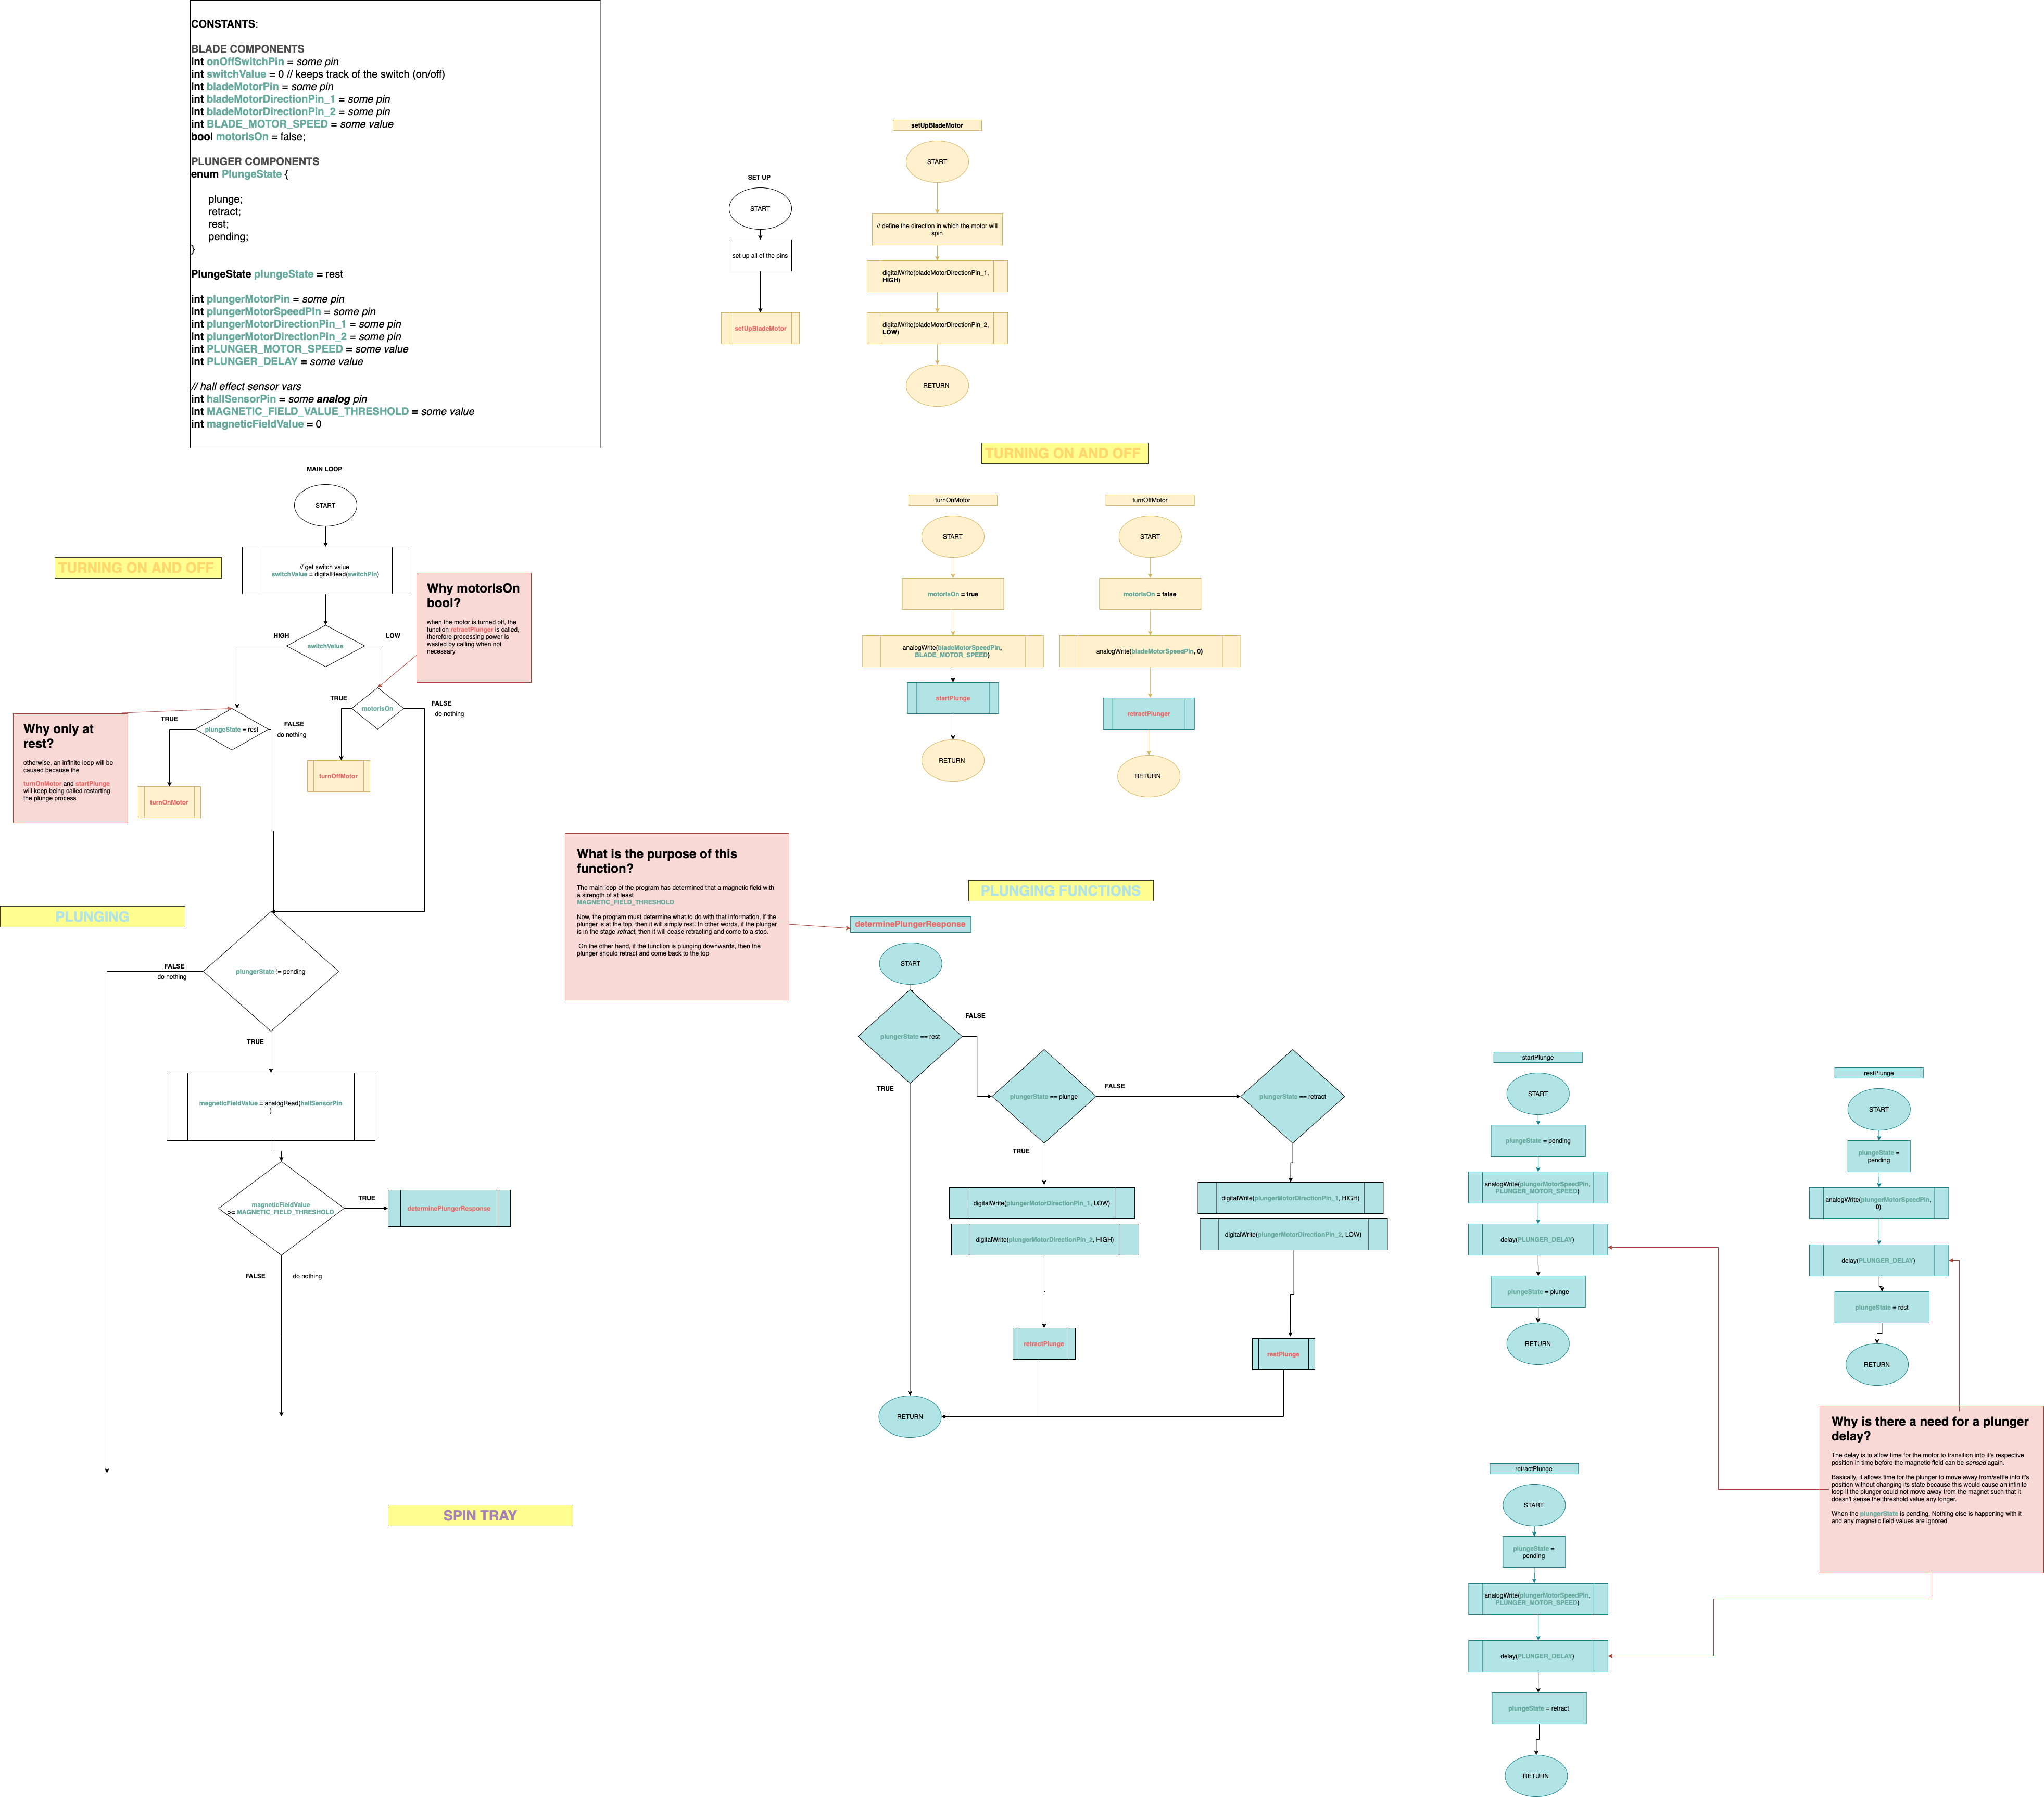 CONSTANTS:
BLADE COMPONENTS
int onOffSwitchPin = some pin
int switchValue = 0 // keeps track of the switch (on/off)
int bladeMotorPin = some pin
int bladeMotorDirectionPin_1 = some pin
int bladeMotorDirectionPin_2 = some pin
int BLADE_MOTOR_SPEED = some value
bool motorIsOn = false;
PLUNGER COMPONENTS
enum PlungeState {
plunge;
retract;
rest;
pending;
}
PlungeState plungeState = rest
int plungerMotorPin = some pin
int plungerMotorSpeedPin = some pin
int plungerMotorDirectionPin_1 = some pin
int plungerMotorDirectionPin_2 = some pin
int PLUNGER_MOTOR_SPEED = some value
int PLUNGER_DELAY = some value
// hall effect sensor vars
int hallSensorPin = some analog pin
int MAGNETIC_FIELD_VALUE_THRESHOLD = some value
int magneticFieldValue = 0
SET UP
START
set up all of the pins
setUpBladeMotor
setUpBladeMotor
START
// define the direction in which the motor will
spin
digitalWrite(bladeMotorDirectionPin_1,
HIGH)
digitalWrite(bladeMotorDirectionPin_2,
LOW)
RETURN
MAIN LOOP
START
TURNING ON AND OFF
// get switch value
switchValue = digitalRead(switchPin)
Why motorIsOn
bool?
when the motor is turned off, the
function retractPlunger is called,
therefore processing power is
wasted by calling when not
necessary
HIGH
LOW
switchValue
TRUE
motorIsOn
FALSE
do nothing
Why only at
rest?
otherwise, an infinite loop will be
caused because the
turnOnMotor and startPlunge
will keep being called restarting
the plunge process
TRUE
plungeState = rest
FALSE
do nothing
turnOffMotor
turnOnMotor
TURNING ON AND OFF
turnOnMotor
START
motorIsOn = true
analogWrite(bladeMotorSpeedPin,
BLADE_MOTOR_SPEED)
startPlunge
RETURN
turnOffMotor
START
motorIsOn = false
analogWrite(bladeMotorSpeedPin, 0)
retractPlunger
RETURN
PLUNGING
FALSE
do nothing
plungerState != pending
TRUE
megneticFieldValue = analogRead(hallSensorPin
)
magneticFieldValue
>= MAGNETIC_FIELD_THRESHOLD
TRUE
determinePlungerResponse
FALSE
do nothing
SPIN TRAY
What is the purpose of this
function?
The main loop of the program has determined that a magnetic field with
a strength of at least
MAGNETIC_FIELD_THRESHOLD
Now, the program must determine what to do with that information, if the
plunger is at the top, then it will simply rest. In other words, if the plunger
is in the stage retract, then it will cease retracting and come to a stop.
On the other hand, if the function is plunging downwards, then the
plunger should retract and come back to the top
PLUNGING FUNCTIONS
determinePlungerResponse
START
plungerState == rest
FALSE
TRUE
plungerState == plunge
FALSE
plungerState == retract
TRUE
digitalWrite(plungerMotorDirectionPin_1, LOW)
digitalWrite(plungerMotorDirectionPin_2, HIGH)
digitalWrite(plungerMotorDirectionPin_1, HIGH)
digitalWrite(plungerMotorDirectionPin_2, LOW)
retractPlunge
restPlunge
RETURN
startPlunge
START
plungeState = pending
analogWrite(plungerMotorSpeedPin,
PLUNGER_MOTOR_SPEED)
delay(PLUNGER_DELAY)
plungeState = plunge
RETURN
restPlunge
START
plungeState =
pending
analogWrite(plungerMotorSpeedPin,
0)
delay(PLUNGER_DELAY)
plungeState = rest
RETURN
Why is there a need for a plunger
delay?
The delay is to allow time for the motor to transition into it's respective
position in time before the magnetic field can be sensed again.
Basically, it allows time for the plunger to move away from/settle into it's
position without changing its state because this would cause an infinite
loop if the plunger could not move away from the magnet such that it
doesn't sense the threshold value any longer.
When the plungerState is pending, Nothing else is happening with it
and any magnetic field values are ignored
retractPlunge
START
plungeState =
pending
analogWrite(plungerMotorSpeedPin,
PLUNGER_MOTOR_SPEED)
delay(PLUNGER_DELAY)
plungeState = retract
RETURN